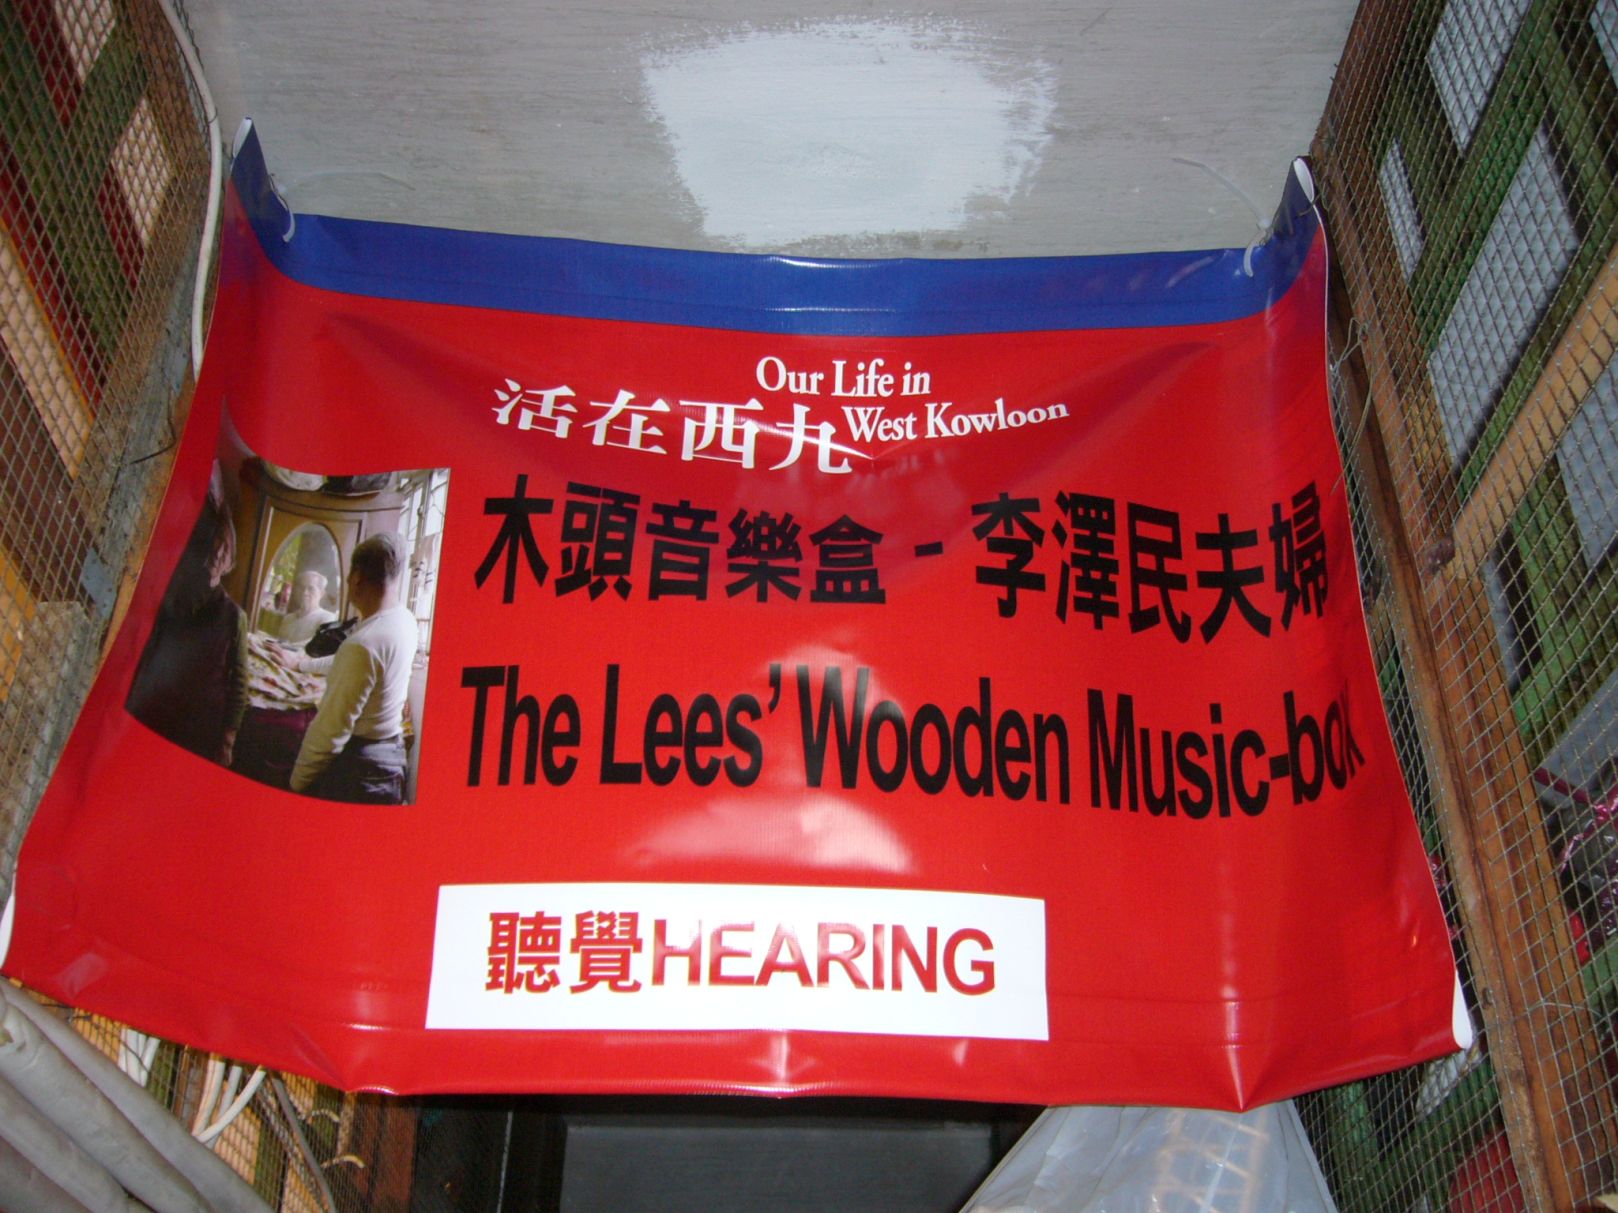 Our Life in
活在西九 West Kowloon
木頭音樂盒 - 李澤民夫婦
The Lees' Wooden Music-box
聽覺HEARING